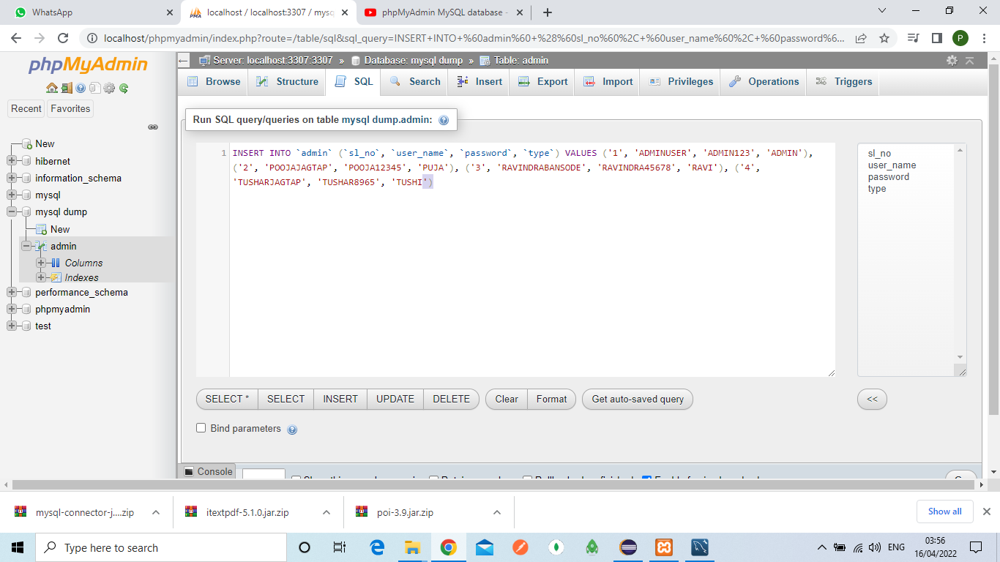 WhatsApp
localhost / localhost:3307 / mysq
phpMyAdmin MySQL database -
localhost/phpmyadmin/index.php?route=/table/sql&sql_query=INSERT+INTO+%60admin%60+%28%60sl_no%60%2C+%60user_name%60%2C+%60password%6...
P
phpMyAdmin
Server: localhost:3307:3307 » Database: mysql dump » Table: admin
Browse Structure SQL Search Insert Export Import Privileges Operations Triggers
Recent Favorites
New
hibernet
information_schema
mysql
mysql dump
New
admin
Columns
Indexes
performance_schema
phpmyadmin
test
Run SQL query/queries on table mysql dump.admin:
1 INSERT INTO `admin` (`sl_no`, `user_name`, `password`, `type`) VALUES ('1', 'ADMINUSER', 'ADMIN123', 'ADMIN'),
('2', 'POOJAJAGTAP', 'POOJA12345', 'PUJA'), ('3', 'RAVINDRABANSODE', 'RAVINDRA45678', 'RAVI'), ('4',
'TUSHARJAGTAP', 'TUSHAR8965', 'TUSHI')
sl_no
user_name
password
type
SELECT * SELECT INSERT UPDATE DELETE Clear Format Get auto-saved query <<
Bind parameters
Console
mysql-connector-j....zip
itextpdf-5.1.0.jar.zip
poi-3.9.jar.zip
Show all
Type here to search
ENG
03:56
16/04/2022